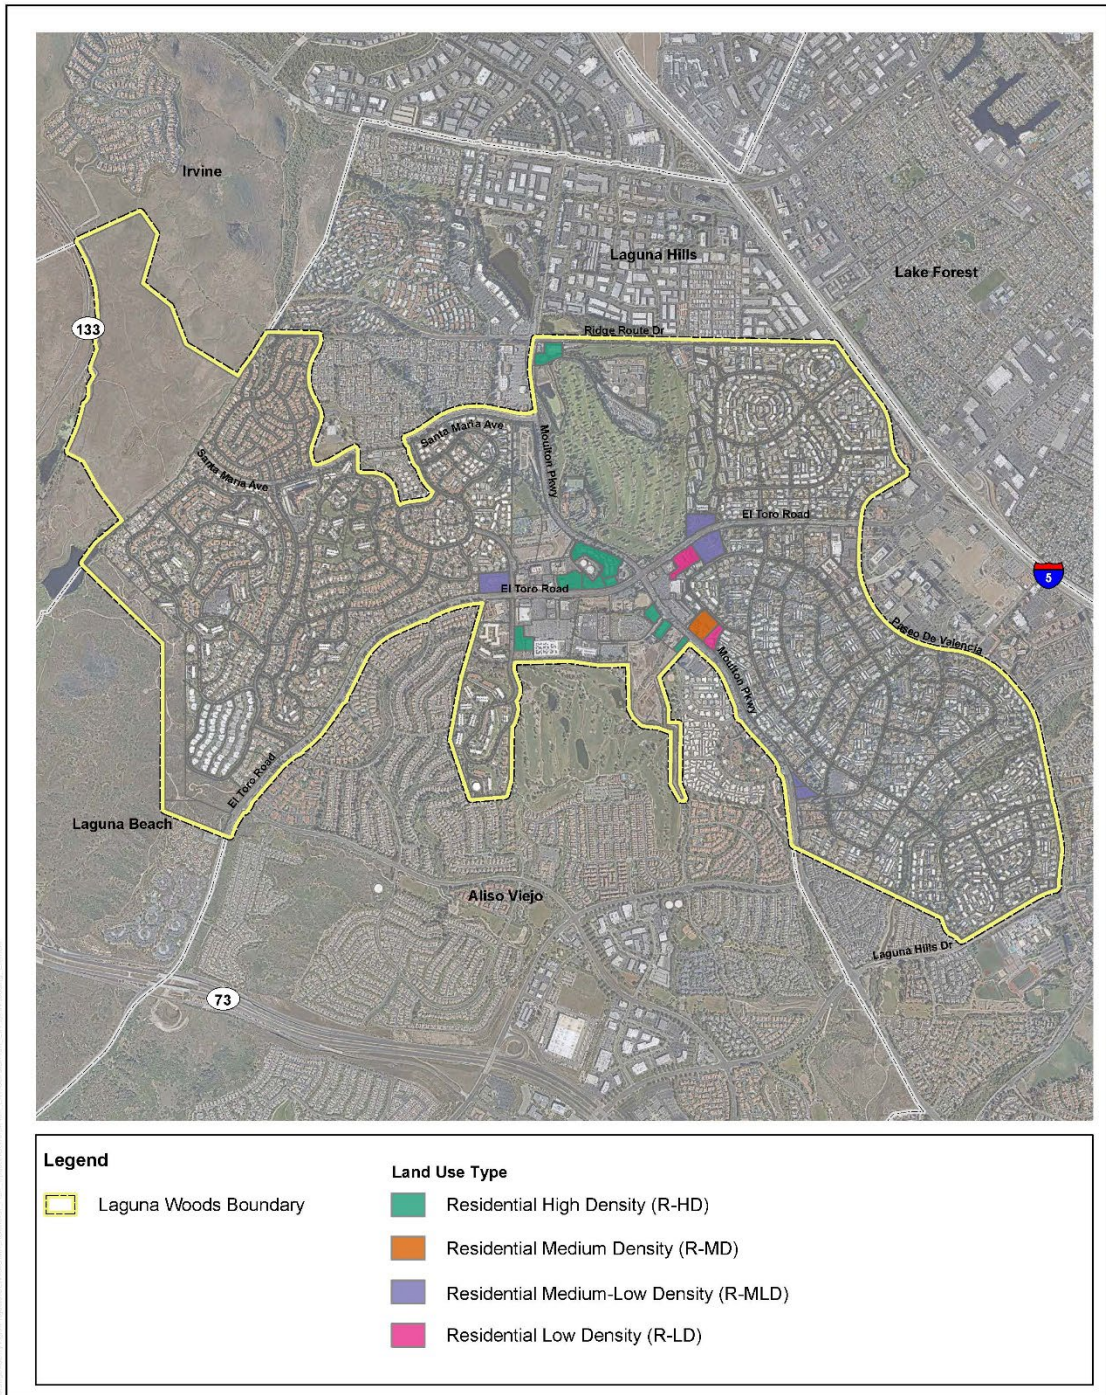 Irvine
Laguna Hills
Lake Forest
133
Ridge Route Dr
Santa Maria Ave
Moulton Pkwy
Santa Maria Ave
El Toro Road
El Toro Road
5
Paseo De Valencia
Moulton Pkwy
El Toro Road
Laguna Beach
Aliso Viejo
Laguna Hills Dr
73
Legend
Laguna Woods Boundary
Land Use Type
Residential High Density (R-HD)
Residential Medium Density (R-MD)
Residential Medium-Low Density (R-MLD)
Residential Low Density (R-LD)